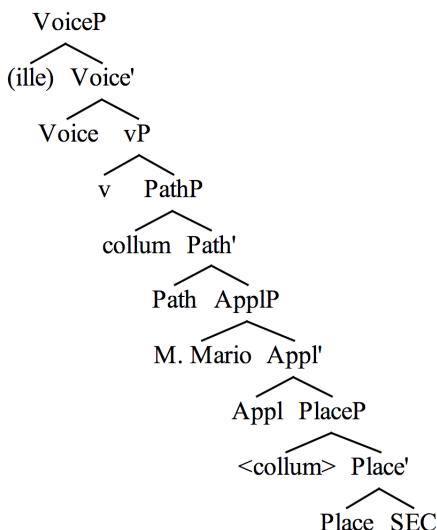 VoiceP
(ille) Voice'
Voice vP
v PathP
collum Path'
Path ApplP
M. Mario Appl'
Appl PlaceP
<collum> Place'
Place SEC